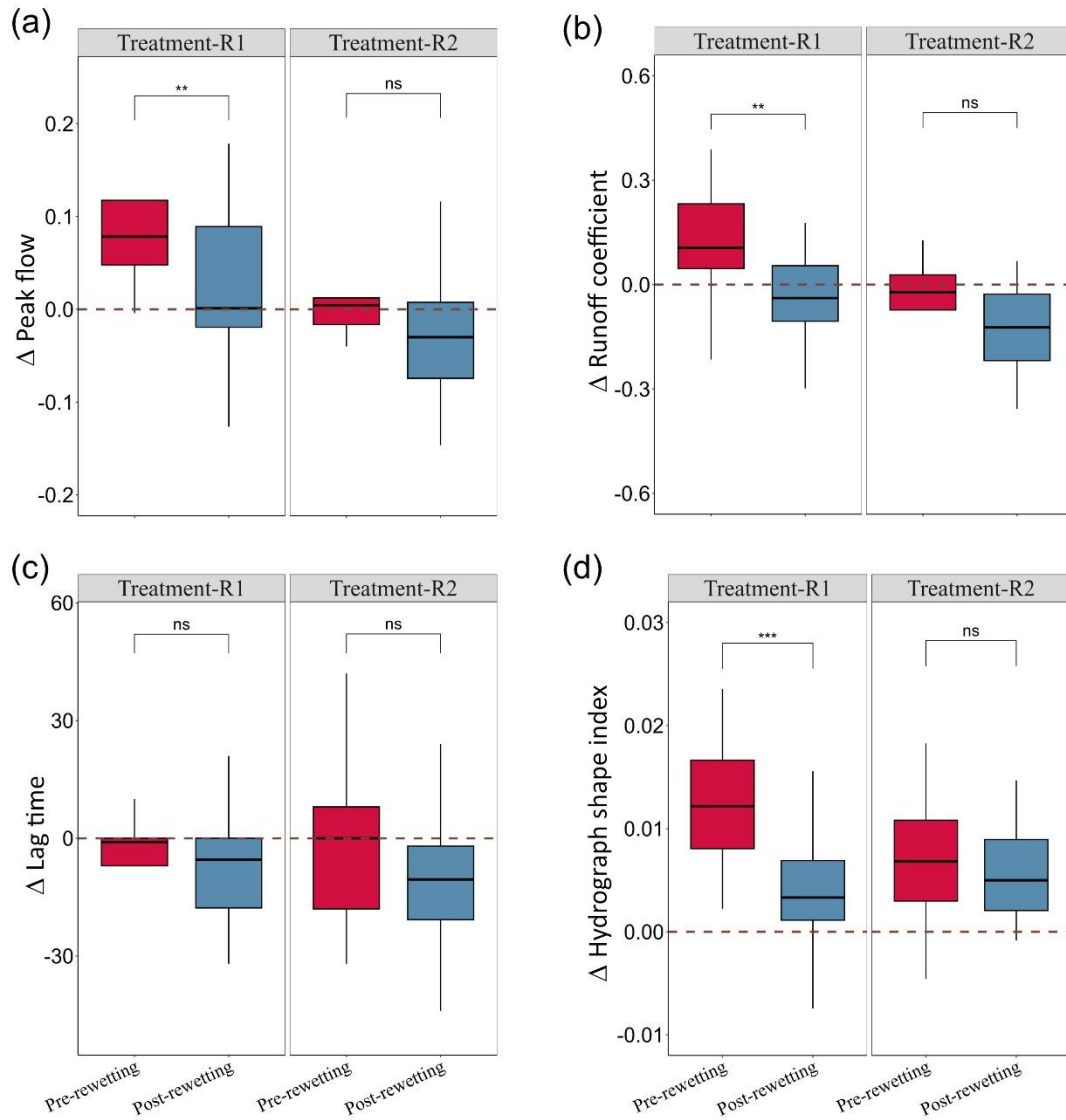 (a)
Treatment-R1 Treatment-R2
** ns
Δ Peak flow
0.2
0.1
0.0
-0.1
-0.2
(b)
Treatment-R1 Treatment-R2
** ns
Δ Runoff coefficient
0.6
0.3
0.0
-0.3
-0.6
(c)
Treatment-R1 Treatment-R2
ns ns
Δ Lag time
60
30
0
-30
Pre-rewetting Post-rewetting Pre-rewetting Post-rewetting
(d)
Treatment-R1 Treatment-R2
*** ns
Δ Hydrograph shape index
0.03
0.02
0.01
0.00
-0.01
Pre-rewetting Post-rewetting Pre-rewetting Post-rewetting